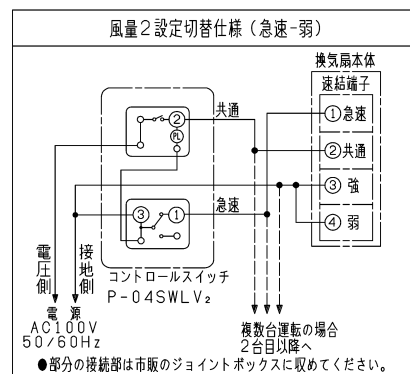 風量2設定切替仕様(急速-弱)
換気扇本体
速結端子
①急速
②共通
③ 強
④ 弱
共通
②
PL
急速
③
①
電圧側
接地側
コントロールスイッチ
P-04SWLV₂
電 源
AC100V
50/60Hz
複数台運転の場合
2台目以降へ
●部分の接続部は市販のジョイントボックスに収めてください。